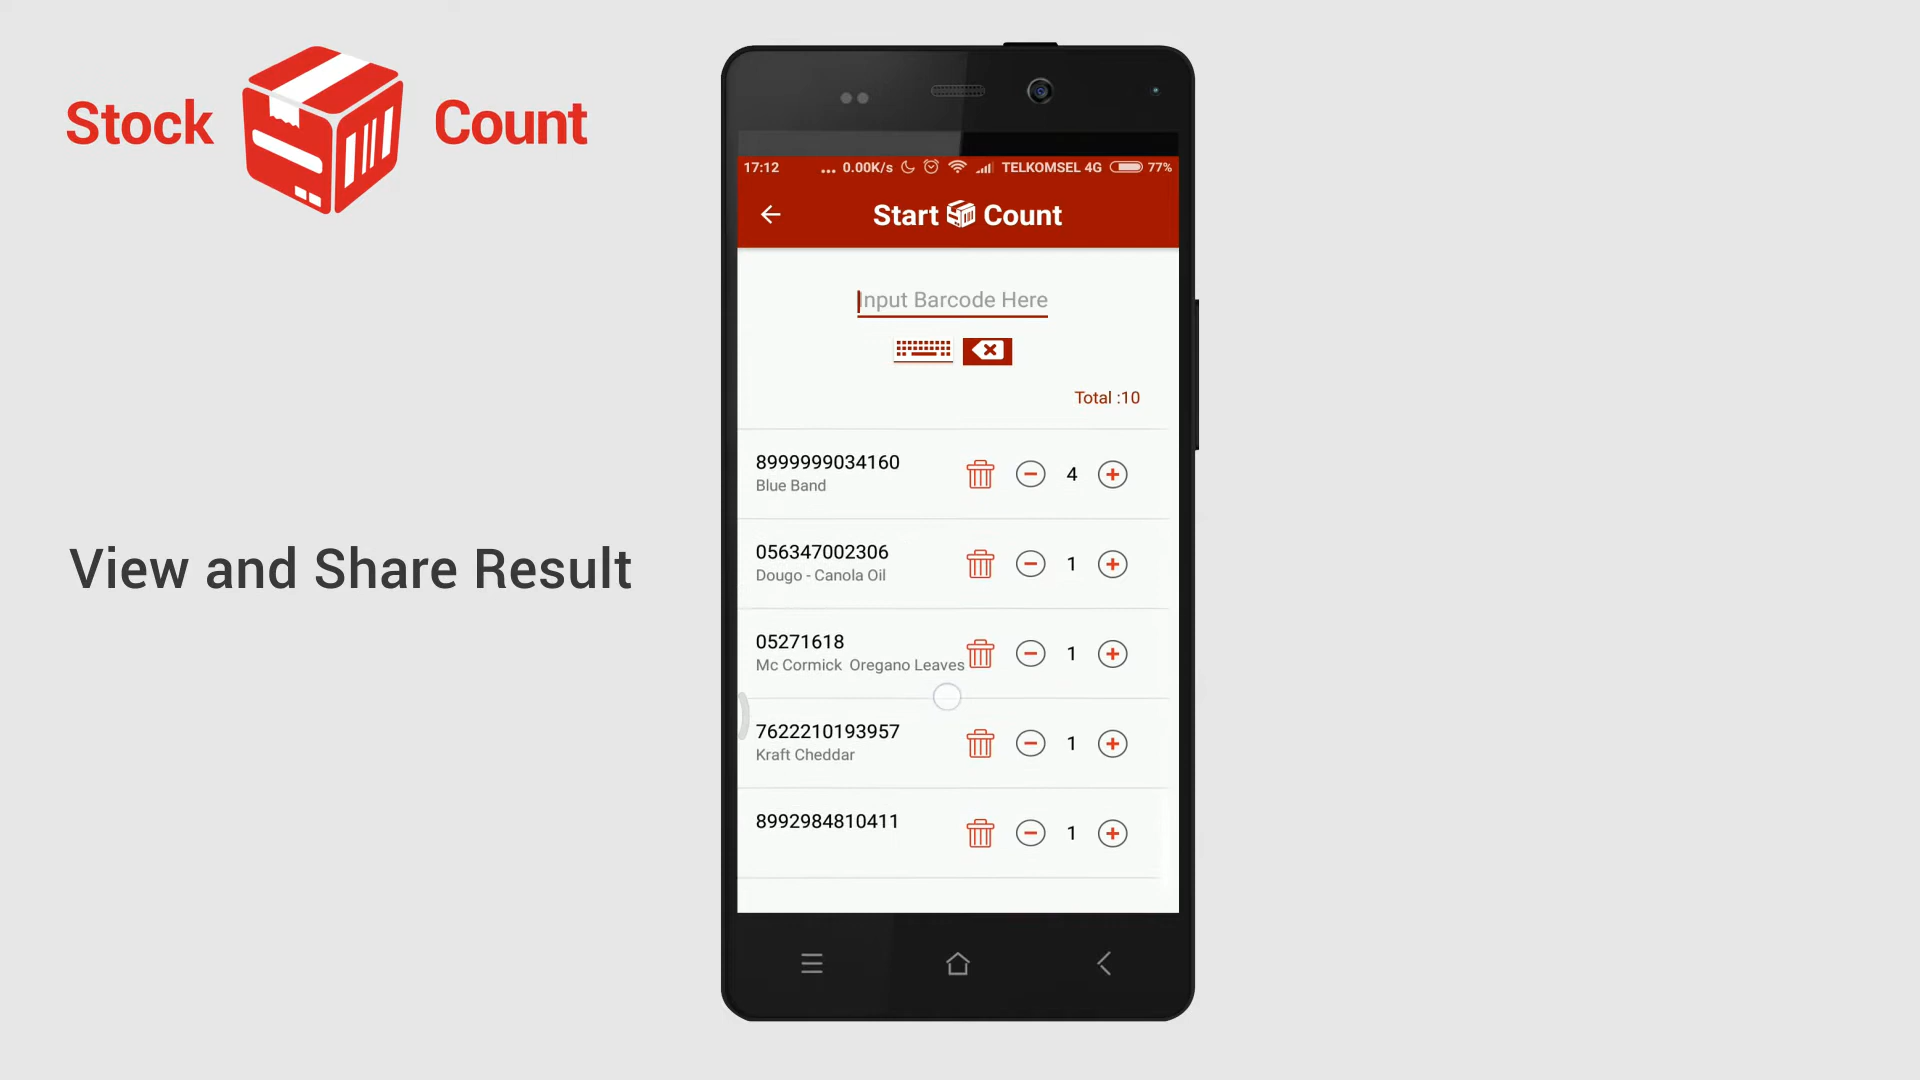 Stock Count
View and Share Result
17:12 ... 0.00K/s TELKOMSEL 4G 77%
Start Count
Input Barcode Here
Total :10
8999999034160
Blue Band
4
056347002306
Dougo - Canola Oil
1
05271618
Mc Cormick  Oregano Leaves
1
7622210193957
Kraft Cheddar
1
8992984810411
1